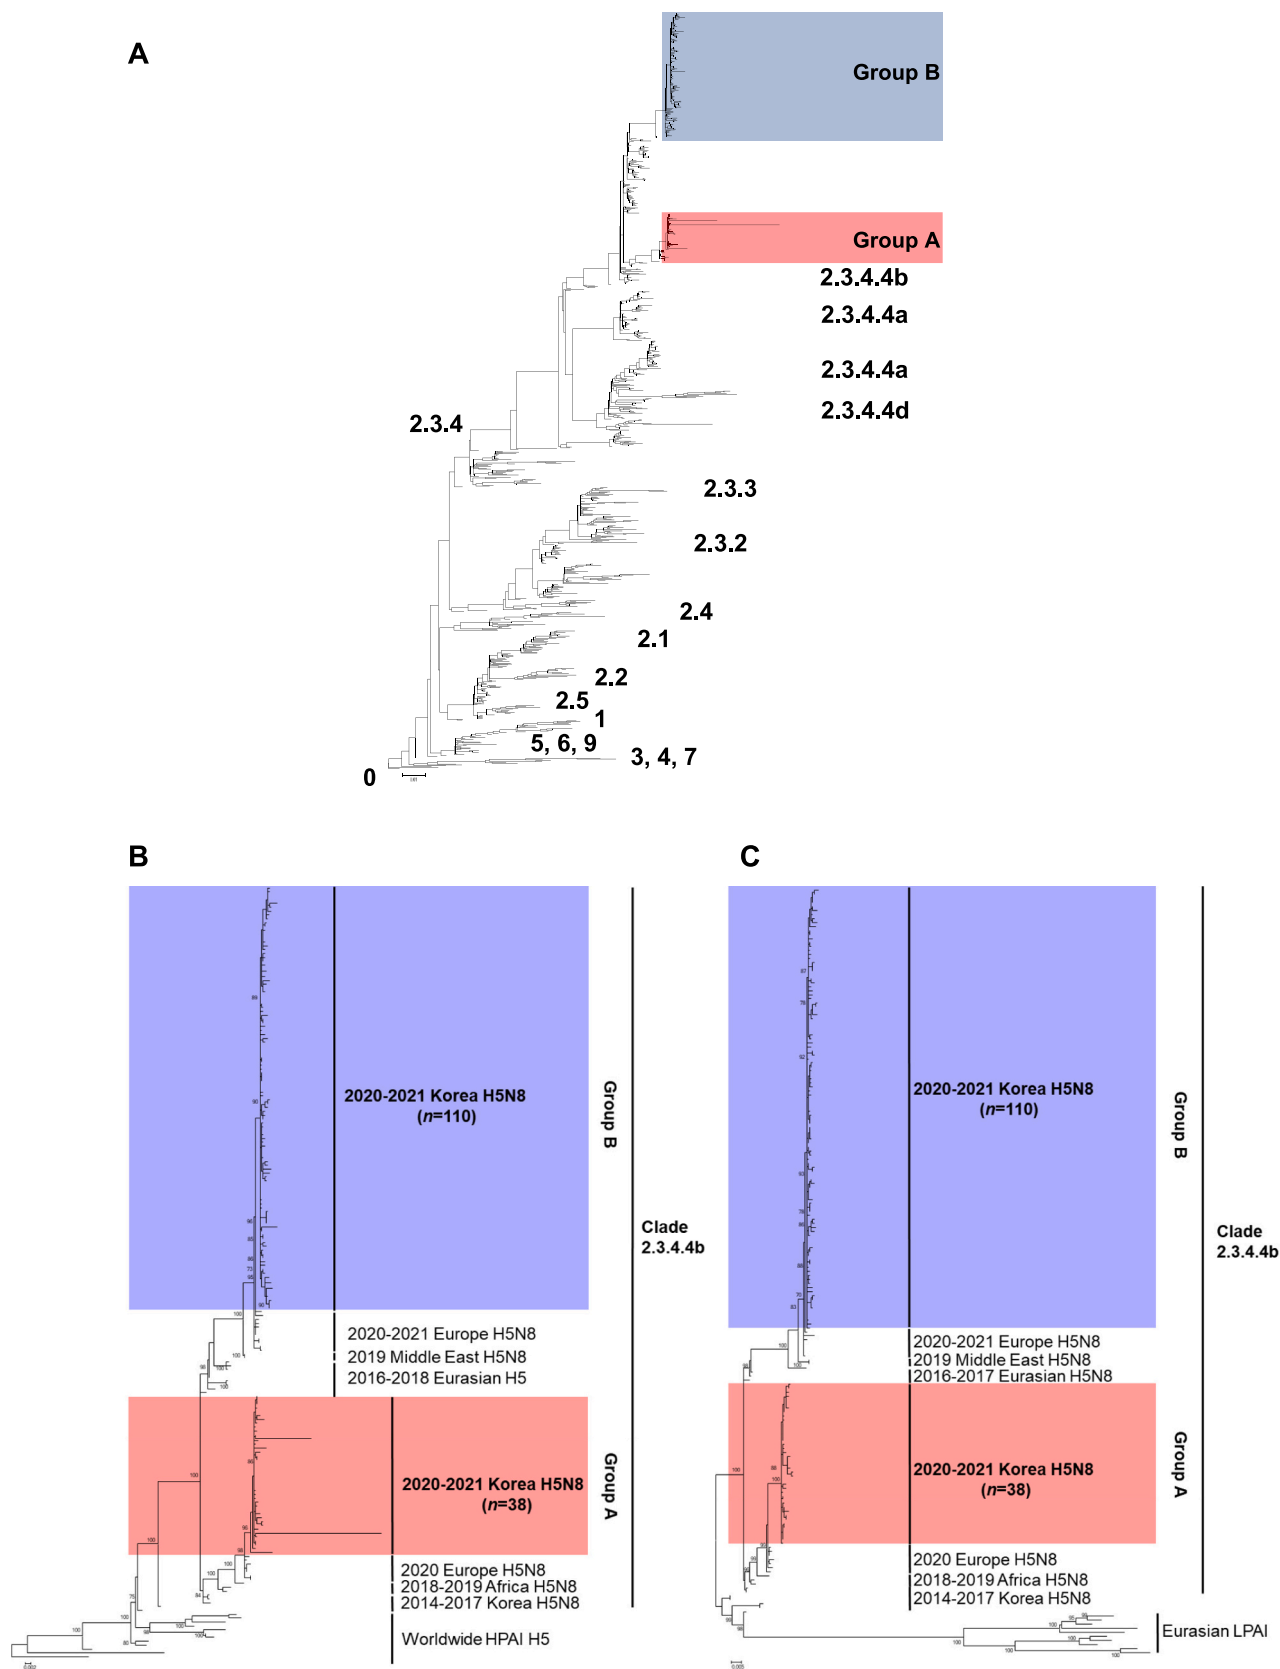 A
Group B
Group A
2.3.4.4b
2.3.4.4a
2.3.4.4a
2.3.4.4d
2.3.4
2.3.3
2.3.2
2.4
2.1
2.2
2.5
1
5, 6, 9
3, 4, 7
0
B
2020-2021 Korea H5N8
(n=110)
Group B
2020-2021 Europe H5N8
2019 Middle East H5N8
2016-2018 Eurasian H5
Clade
2.3.4.4b
2020-2021 Korea H5N8
(n=38)
Group A
2020 Europe H5N8
2018-2019 Africa H5N8
2014-2017 Korea H5N8
Worldwide HPAI H5
0.002
C
2020-2021 Korea H5N8
(n=110)
Group B
2020-2021 Europe H5N8
2019 Middle East H5N8
2016-2017 Eurasian H5N8
Clade
2.3.4.4b
2020-2021 Korea H5N8
(n=38)
Group A
2020 Europe H5N8
2018-2019 Africa H5N8
2014-2017 Korea H5N8
Eurasian LPAI